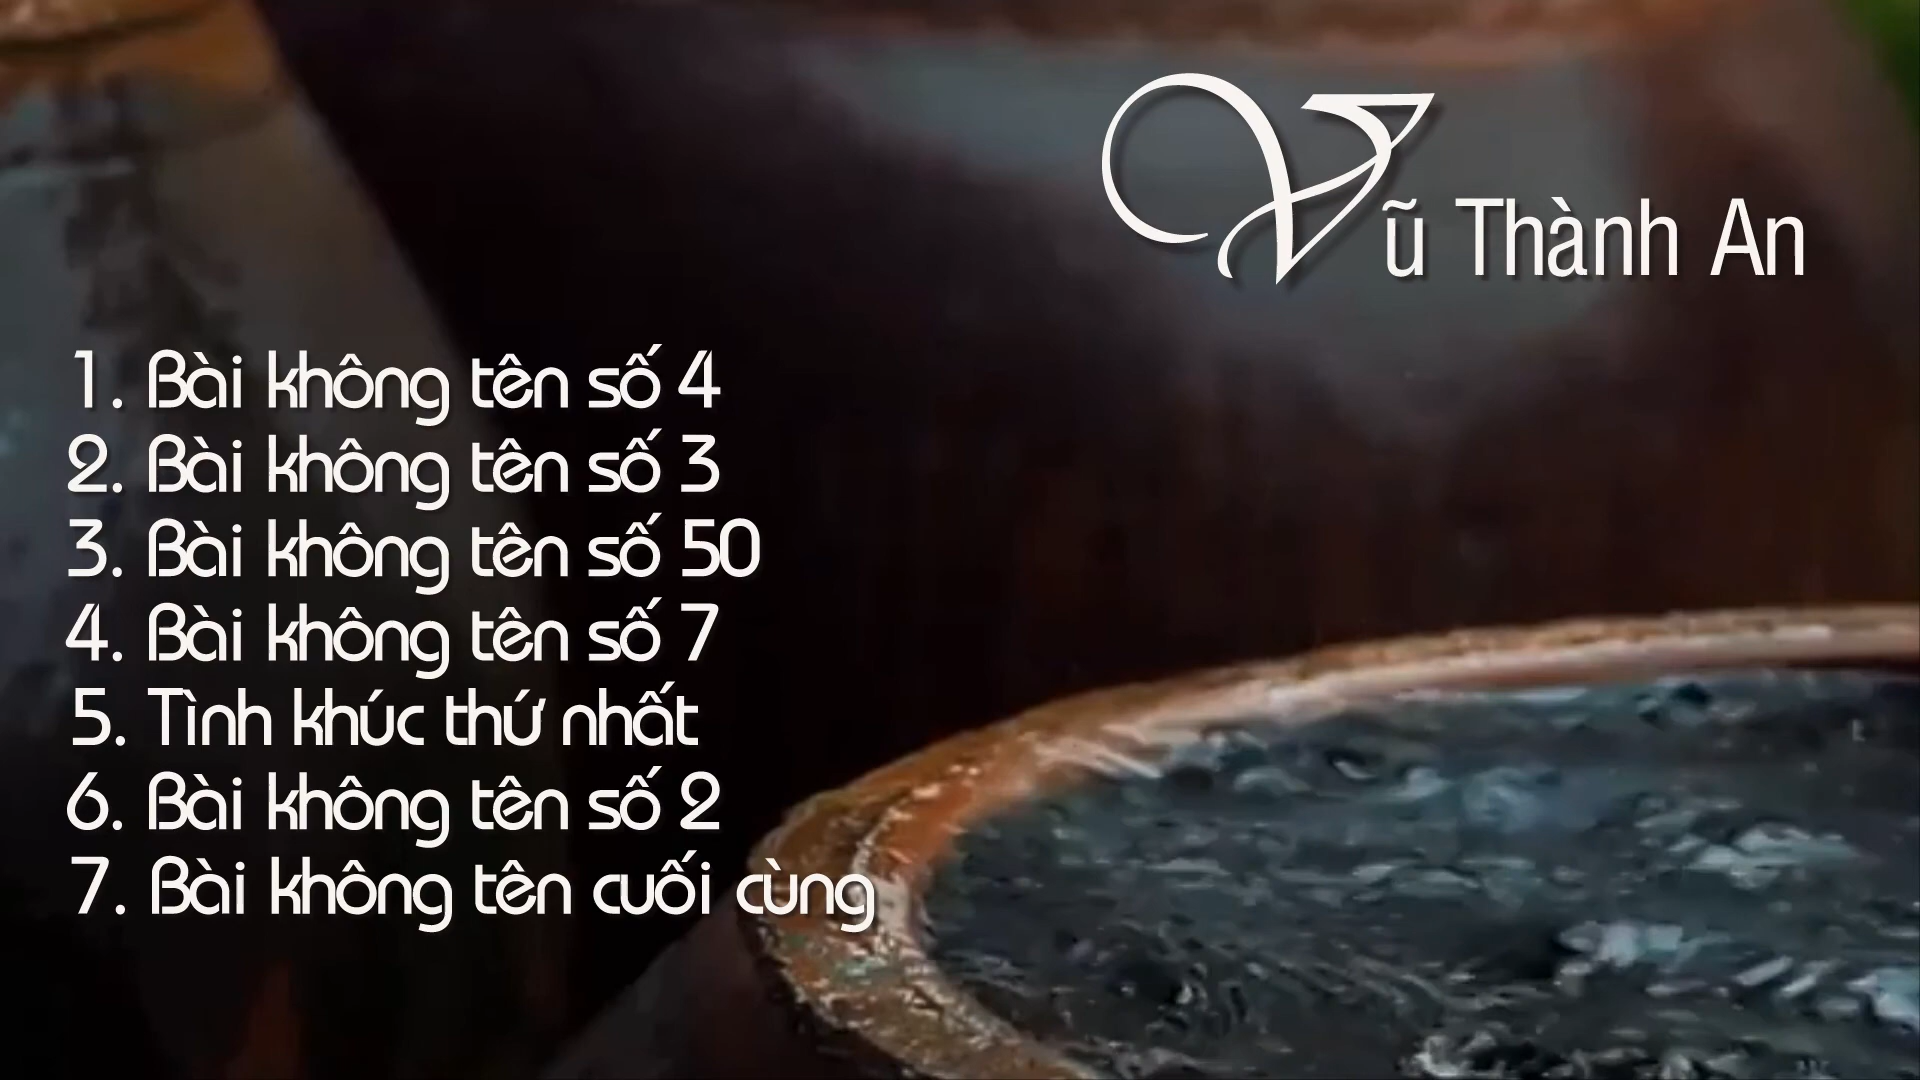 Vũ Thành An
1. Bài không tên số 4
2. Bài không tên số 3
3. Bài không tên số 50
4. Bài không tên số 7
5. Tình khúc thứ nhất
6. Bài không tên số 2
7. Bài không tên cuối cùng